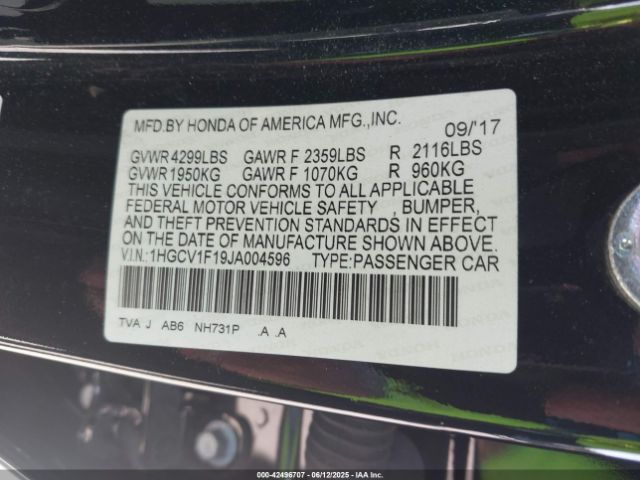 MFD.BY HONDA OF AMERICA MFG.,INC. 09/'17
GVWR 4299LBS GAWR F 2359LBS R 2116LBS
GVWR 1950KG GAWR F 1070KG R 960KG
THIS VEHICLE CONFORMS TO ALL APPLICABLE
FEDERAL MOTOR VEHICLE SAFETY , BUMPER,
AND THEFT PREVENTION STANDARDS IN EFFECT
ON THE DATE OF MANUFACTURE SHOWN ABOVE.
V.I.N.: 1HGCV1F19JA004596 TYPE:PASSENGER CAR
TVA J AB6 NH731P .A .A
000-42496707 - 06/12/2025 - IAA Inc.